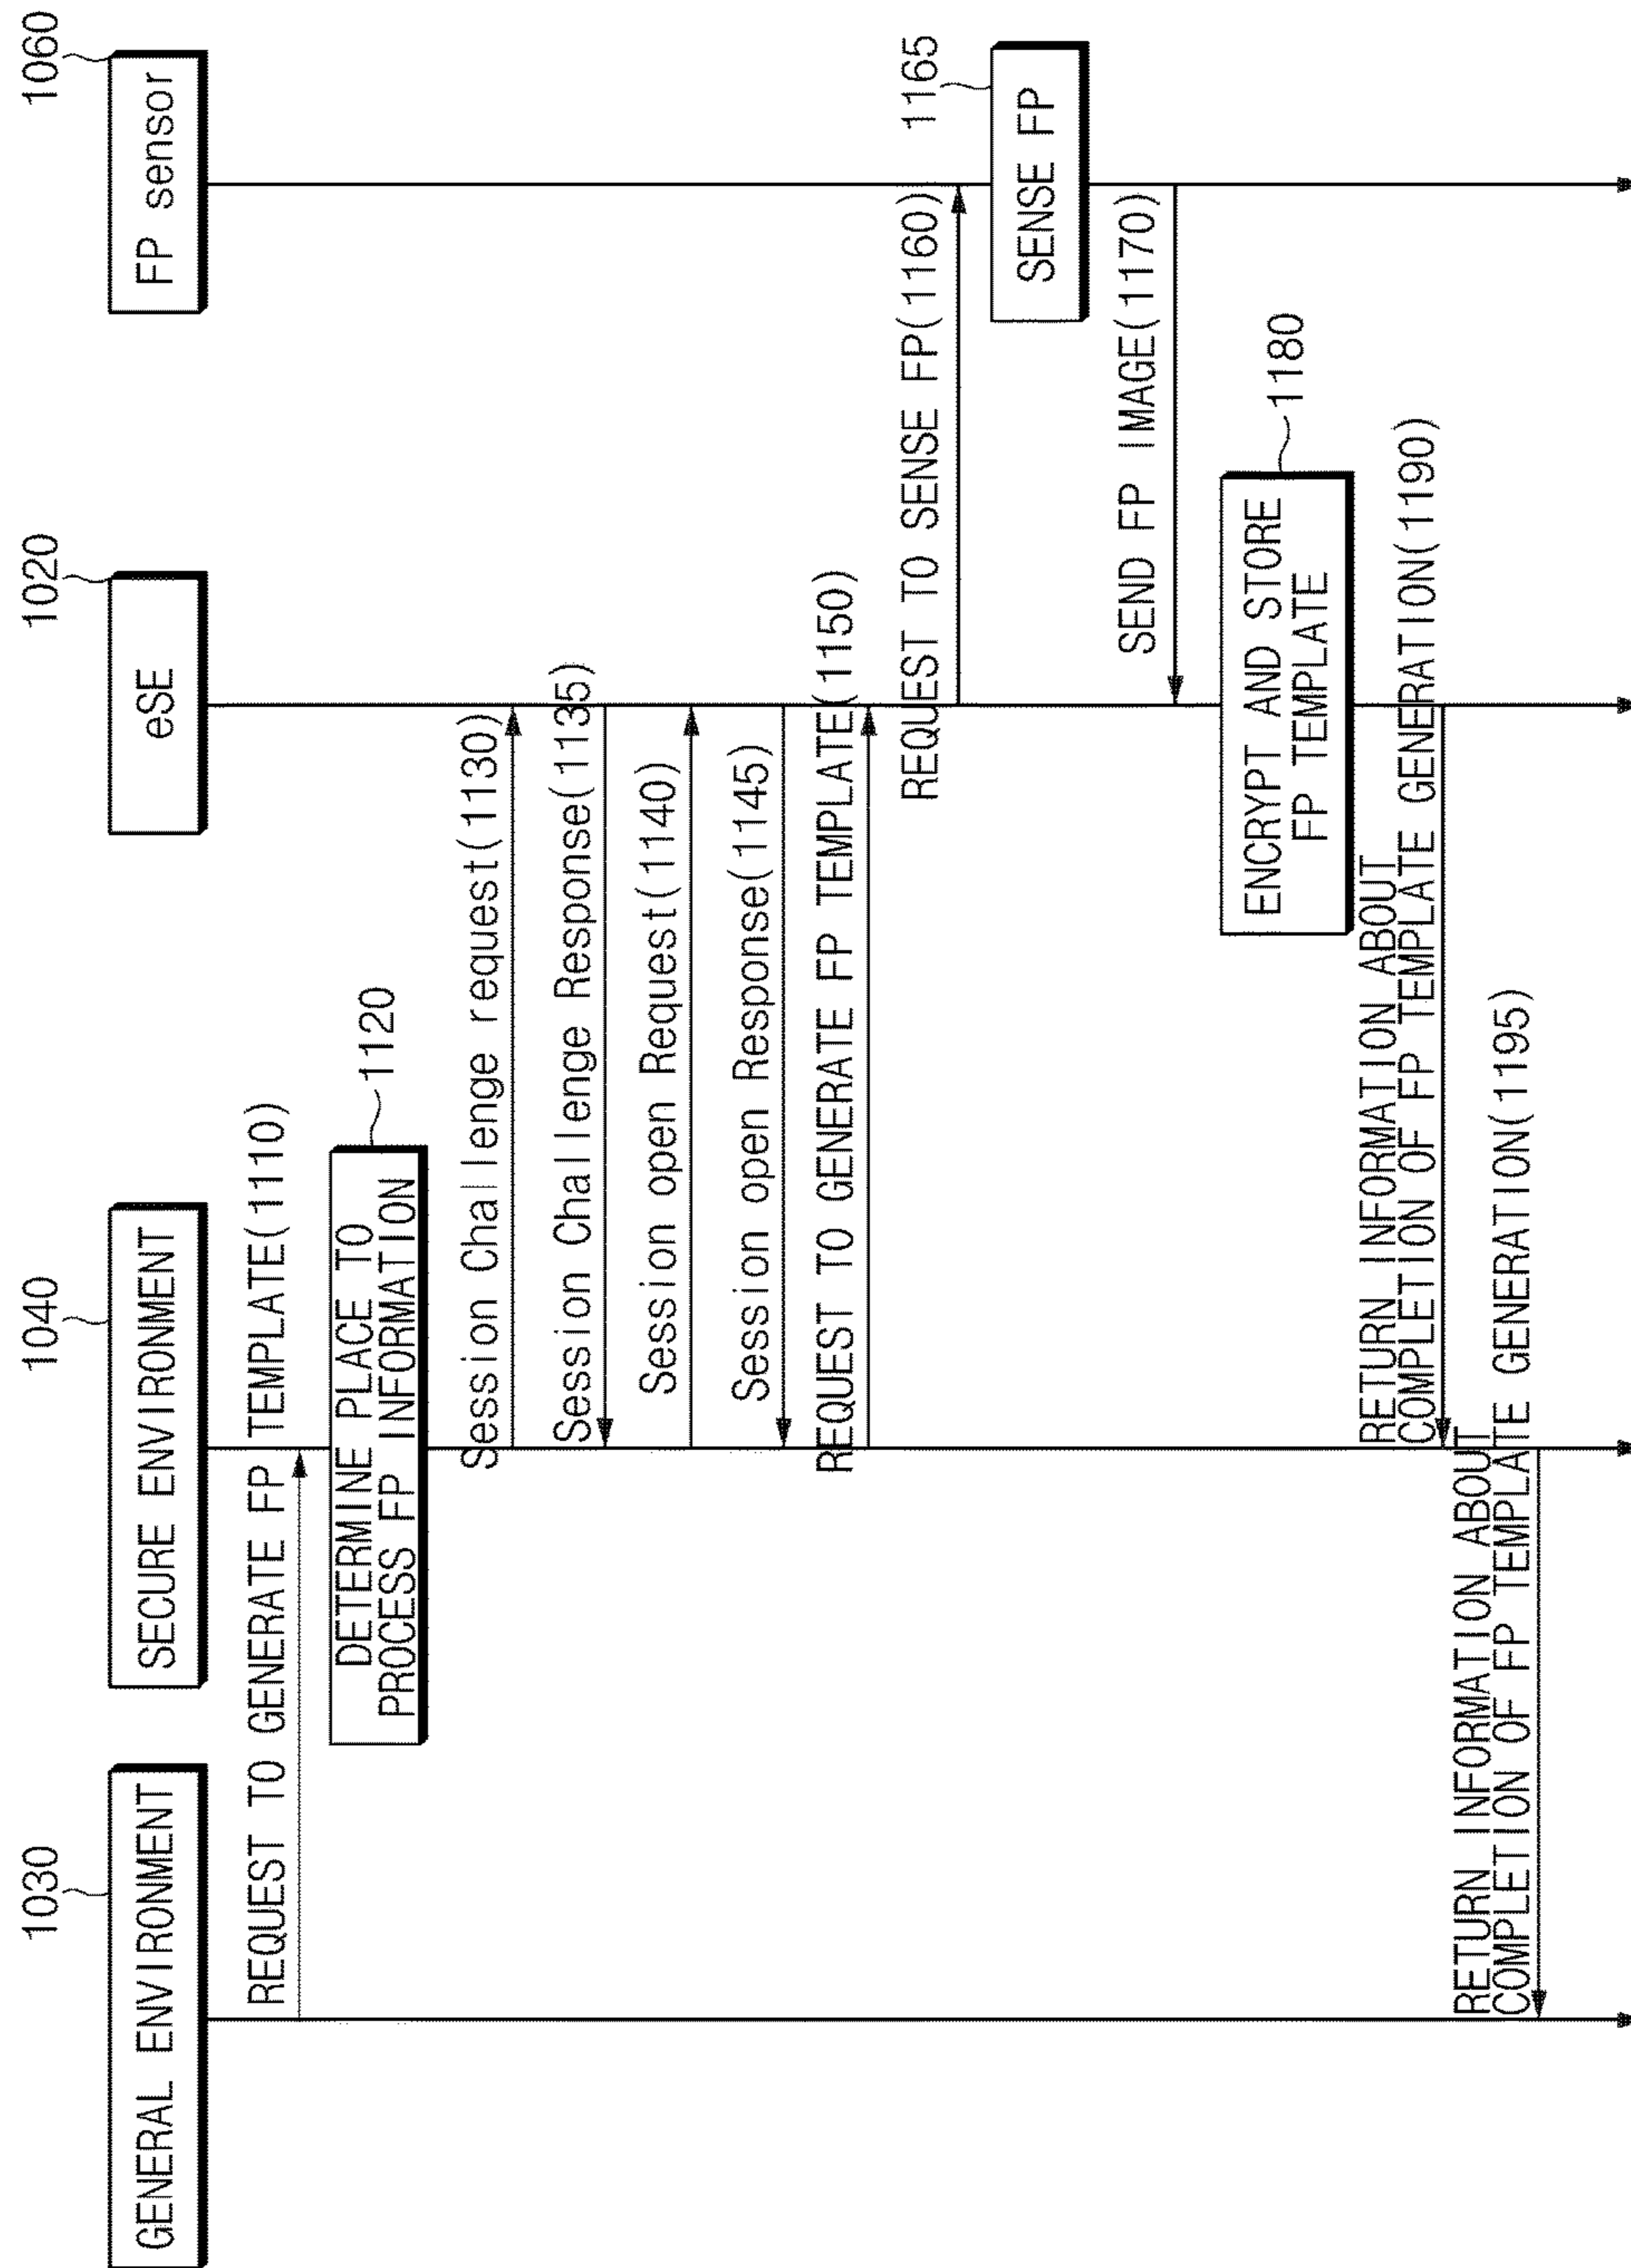 1030
1040
1020
1060
GENERAL ENVIRONMENT
SECURE ENVIRONMENT
eSE
FP sensor
REQUEST TO GENERATE FP TEMPLATE(1110)
DETERMINE PLACE TO
PROCESS FP INFORMATION
1120
Session Challenge request(1130)
Session Challenge Response(1135)
Session open Request(1140)
Session open Response(1145)
REQUEST TO GENERATE FP TEMPLATE(1150)
REQUEST TO SENSE FP(1160)
1165
SENSE FP
SEND FP IMAGE(1170)
ENCRYPT AND STORE
FP TEMPLATE
1180
RETURN INFORMATION ABOUT
COMPLETION OF FP TEMPLATE GENERATION(1190)
RETURN INFORMATION ABOUT
COMPLETION OF FP TEMPLATE GENERATION(1195)